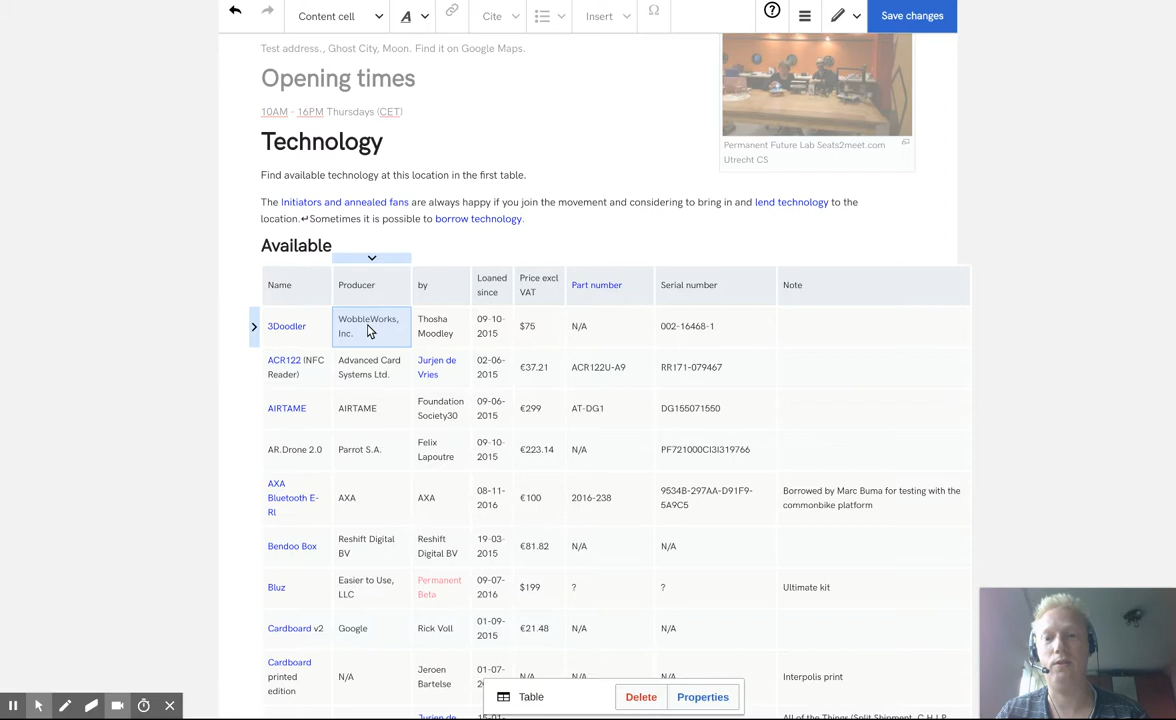 Content cell
A
Cite
Insert
Ω
Save changes
Test address., Ghost City, Moon. Find it on Google Maps.
Opening times
10AM - 16PM Thursdays (CET)
Permanent Future Lab Seats2meet.com
Utrecht CS
Technology
Find available technology at this location in the first table.
The Initiators and annealed fans are always happy if you join the movement and considering to bring in and lend technology to the
location.↵Sometimes it is possible to borrow technology.
Available
Name Producer by Loaned since Price excl VAT Part number Serial number Note
3Doodler WobbleWorks, Inc. Thosha Moodley 09-10-2015 $75 N/A 002-16468-1
ACR122 (NFC Reader) Advanced Card Systems Ltd. Jurjen de Vries 02-06-2015 €37.21 ACR122U-A9 RR171-079467
AIRTAME AIRTAME Foundation Society30 09-06-2015 €299 AT-DG1 DG155071550
AR.Drone 2.0 Parrot S.A. Felix Lapoutre 09-10-2015 €223.14 N/A PF721000CI3I319766
AXA Bluetooth E-Rl AXA AXA 08-11-2016 €100 2016-238 9534B-297AA-D91F9-5A9C5 Borrowed by Marc Buma for testing with the commonbike platform
Bendoo Box Reshift Digital BV Reshift Digital BV 19-03-2015 €81.82 N/A N/A
Bluz Easier to Use, LLC Permanent Beta 09-07-2016 $199 ? ? Ultimate kit
Cardboard v2 Google Rick Voll 01-09-2015 €21.48 N/A N/A
Cardboard printed edition N/A Jeroen Bartelse 01-07- N/A N/A N/A Interpolis print
Table Delete Properties